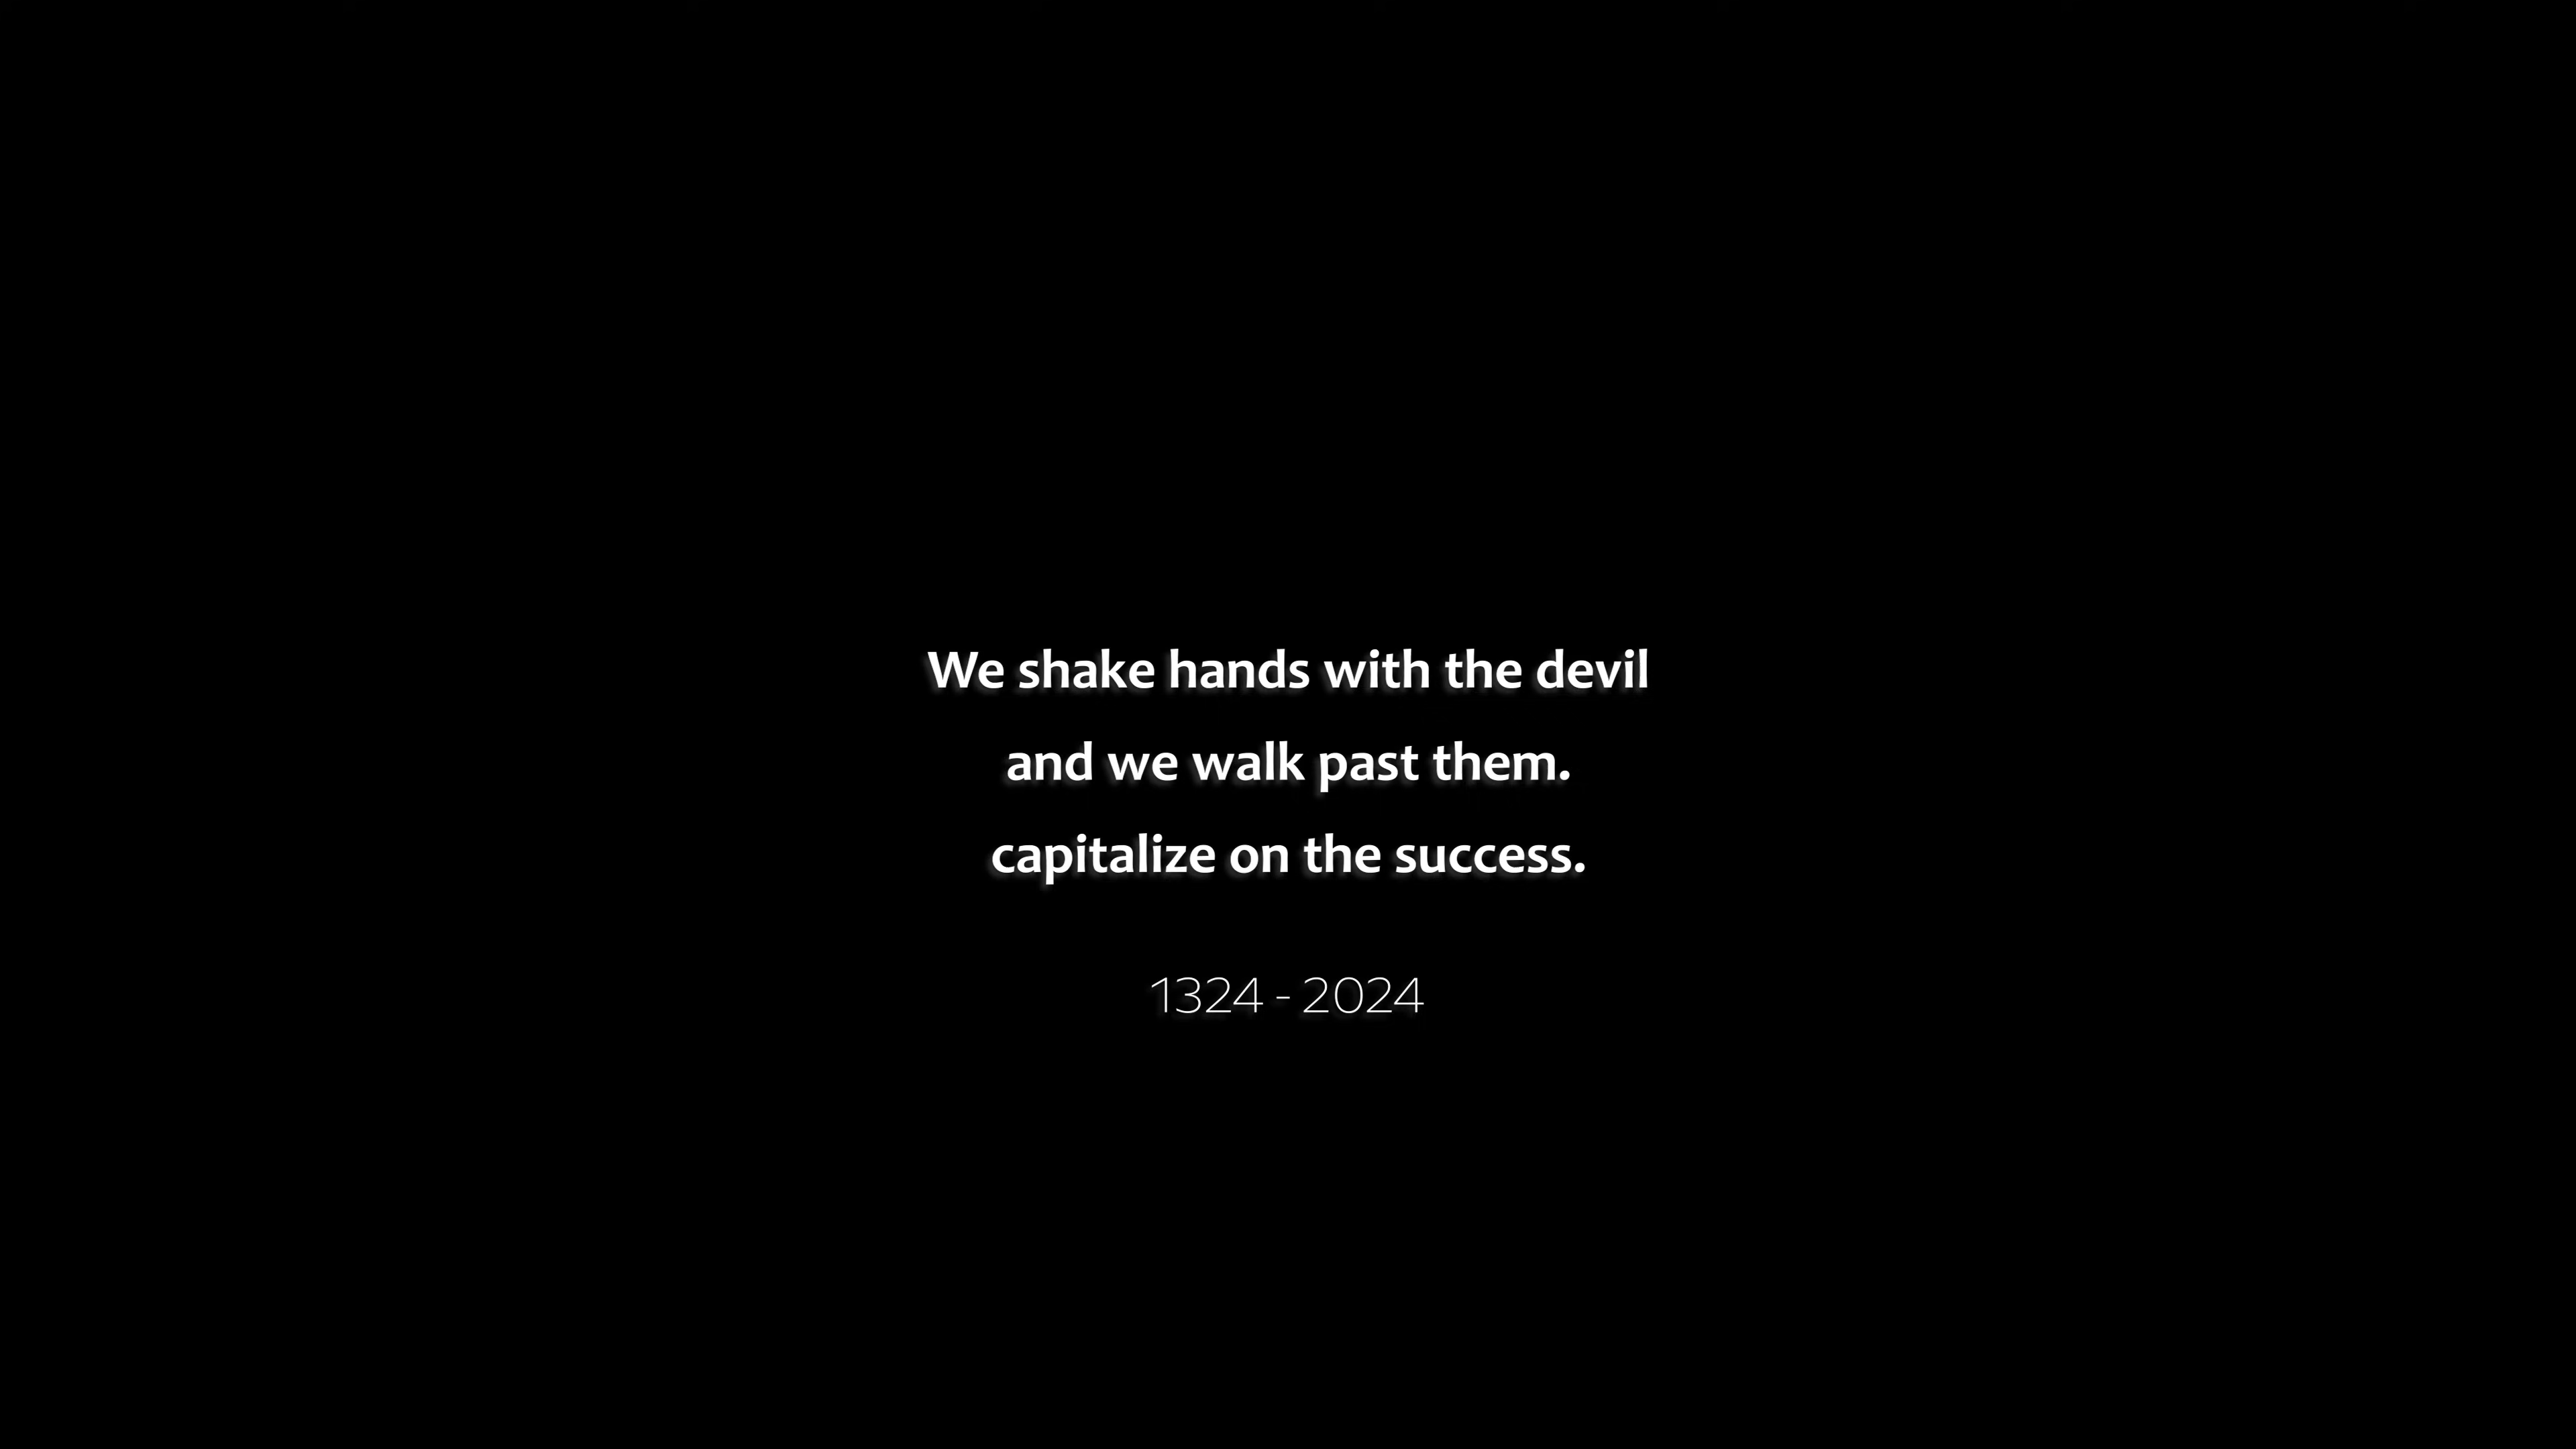 We shake hands with the devil
and we walk past them.
capitalize on the success.
1324 - 2024